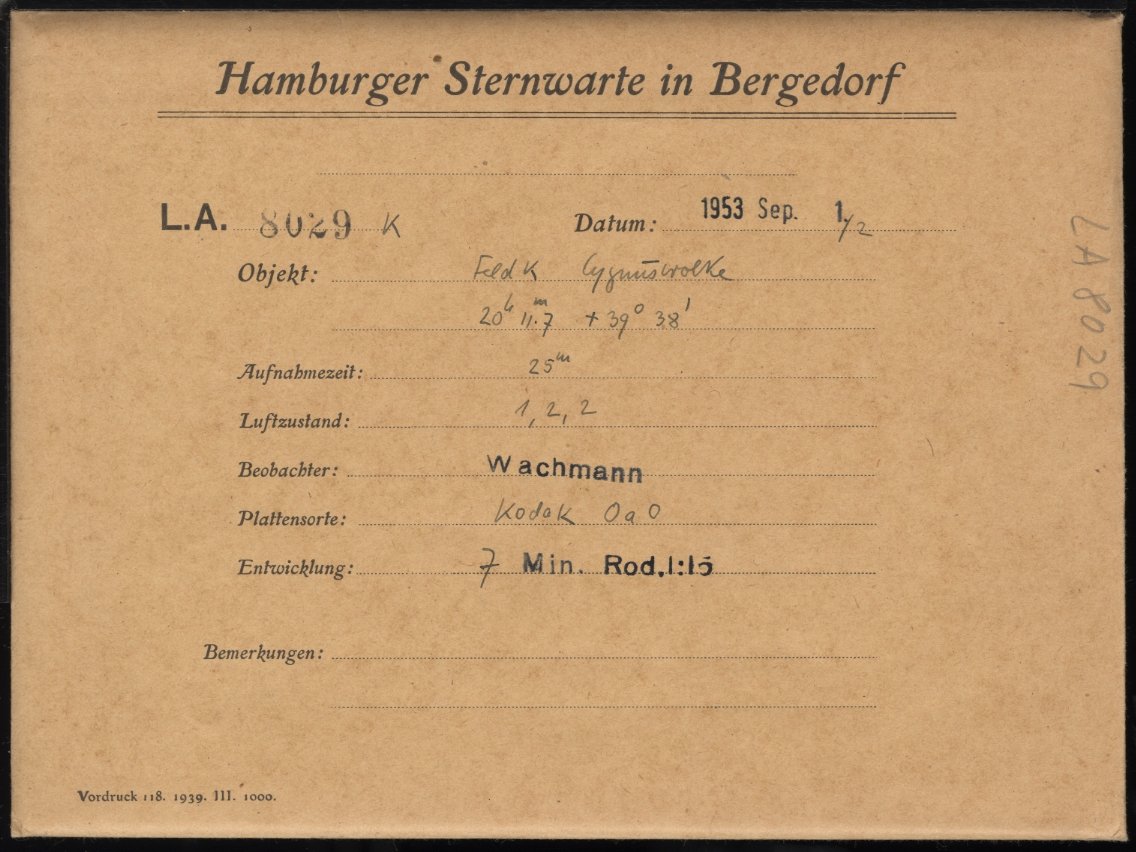 Hamburger Sternwarte in Bergedorf
L.A. 8029 K Datum: 1953 Sep. 1./2
Objekt: Feld K Cygnuswolke
20h 11.m7 + 39° 38'
Aufnahmezeit: 25m
Luftzustand: 1, 2, 2
Beobachter: Wachmann
Plattensorte: Kodak OaO
Entwicklung: 7 Min. Rod.1:15
Bemerkungen:
Vordruck 118. 1939. III. 1000.
LA 8029